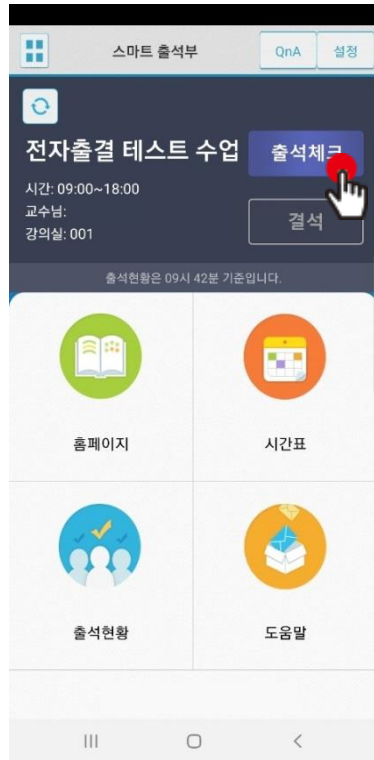 스마트 출석부
QnA
설정
전자출결 테스트 수업
출석체크
시간: 09:00~18:00
교수님:
강의실: 001
결석
출석현황은 09시 42분 기준입니다.
홈페이지
시간표
출석현황
도움말